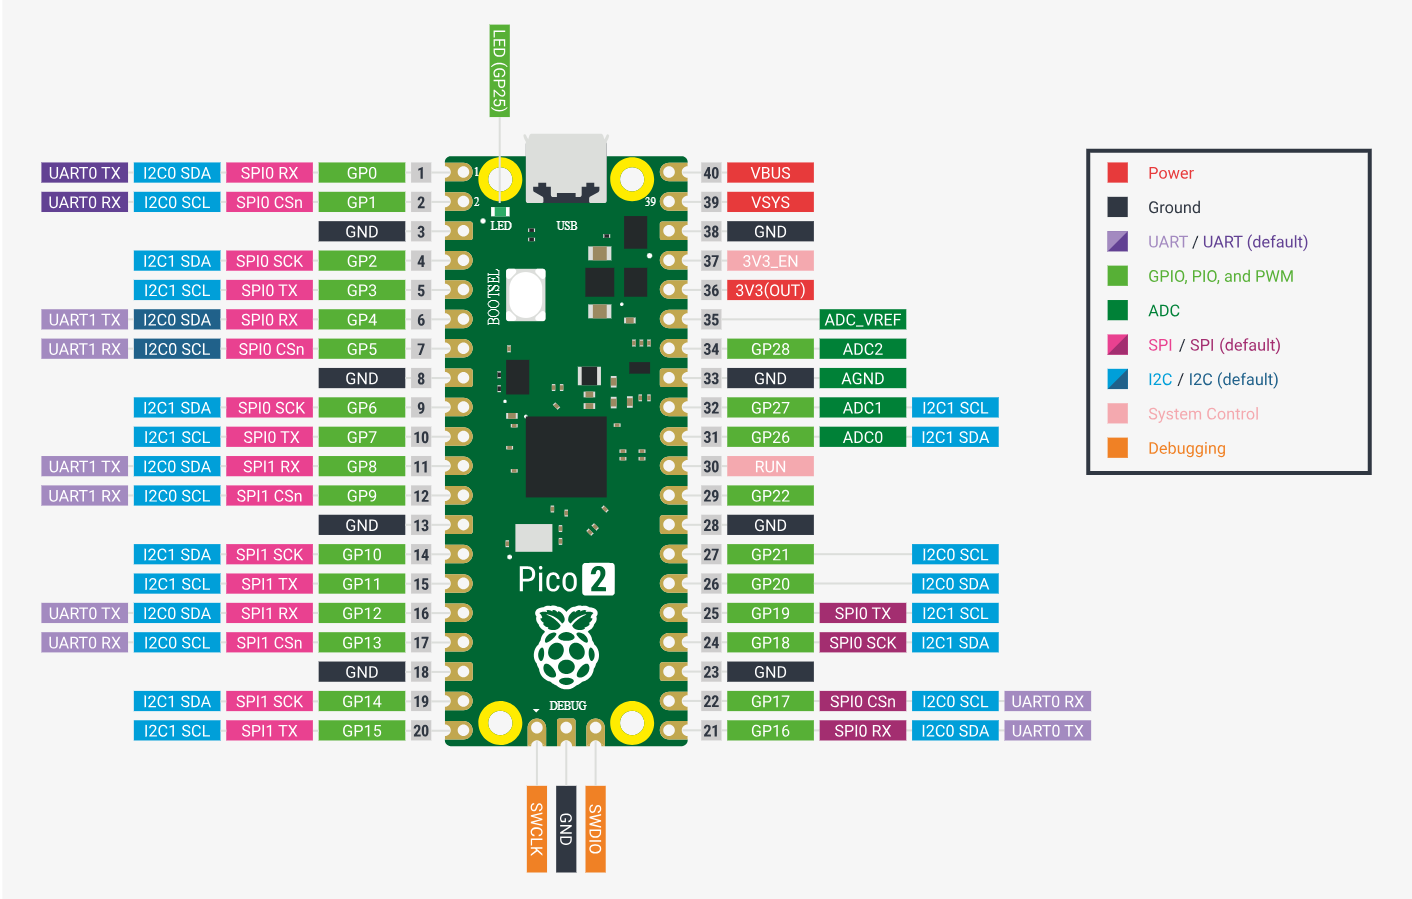 LED (GP25)
UART0 TX I2C0 SDA SPI0 RX GP0 1 1 40 VBUS
UART0 RX I2C0 SCL SPI0 CSn GP1 2 2 39 39 VSYS
GND 3 LED USB 38 GND
I2C1 SDA SPI0 SCK GP2 4 37 3V3_EN
I2C1 SCL SPI0 TX GP3 5 BOOTSEL 36 3V3(OUT)
UART1 TX I2C0 SDA SPI0 RX GP4 6 35 ADC_VREF
UART1 RX I2C0 SCL SPI0 CSn GP5 7 34 GP28 ADC2
GND 8 33 GND AGND
I2C1 SDA SPI0 SCK GP6 9 32 GP27 ADC1 I2C1 SCL
I2C1 SCL SPI0 TX GP7 10 31 GP26 ADC0 I2C1 SDA
UART1 TX I2C0 SDA SPI1 RX GP8 11 30 RUN
UART1 RX I2C0 SCL SPI1 CSn GP9 12 29 GP22
GND 13 28 GND
I2C1 SDA SPI1 SCK GP10 14 27 GP21 I2C0 SCL
I2C1 SCL SPI1 TX GP11 15 Pico 2 26 GP20 I2C0 SDA
UART0 TX I2C0 SDA SPI1 RX GP12 16 25 GP19 SPI0 TX I2C1 SCL
UART0 RX I2C0 SCL SPI1 CSn GP13 17 24 GP18 SPI0 SCK I2C1 SDA
GND 18 23 GND
I2C1 SDA SPI1 SCK GP14 19 DEBUG 22 GP17 SPI0 CSn I2C0 SCL UART0 RX
I2C1 SCL SPI1 TX GP15 20 21 GP16 SPI0 RX I2C0 SDA UART0 TX
SWCLK
GND
SWDIO
Power
Ground
UART / UART (default)
GPIO, PIO, and PWM
ADC
SPI / SPI (default)
I2C / I2C (default)
System Control
Debugging